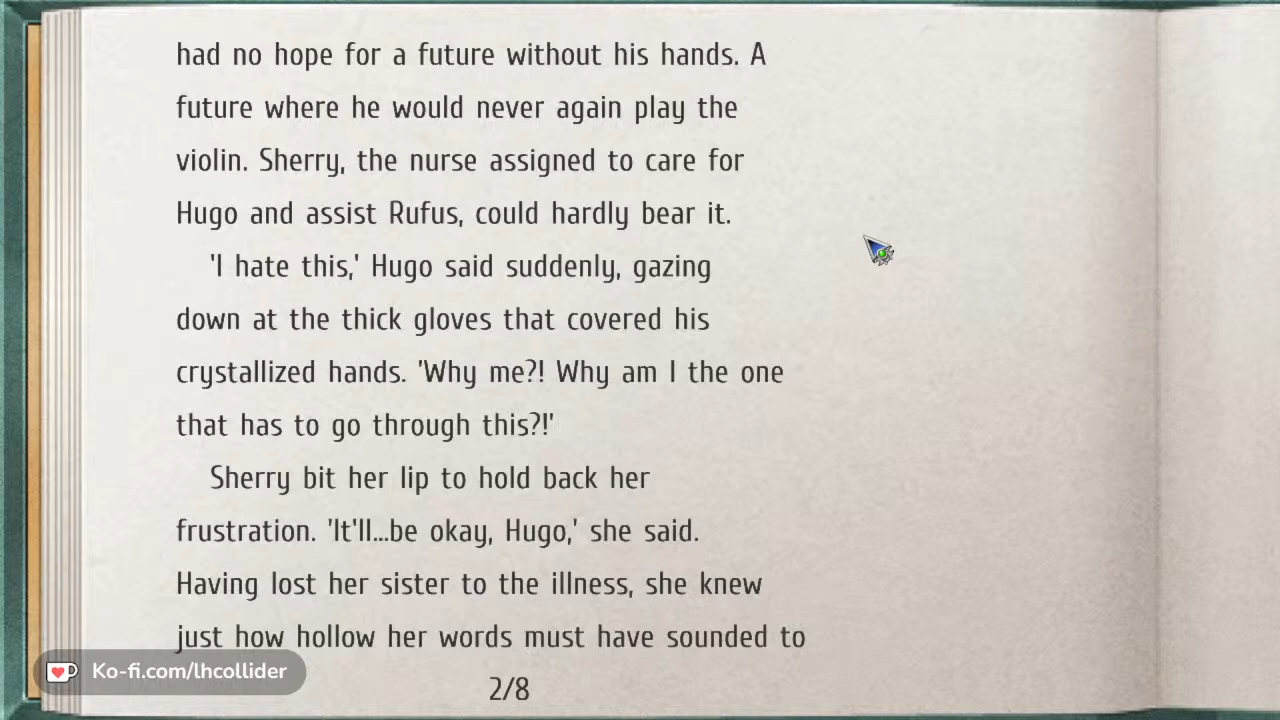 had no hope for a future without his hands. A
future where he would never again play the
violin. Sherry, the nurse assigned to care for
Hugo and assist Rufus, could hardly bear it.
'I hate this,' Hugo said suddenly, gazing
down at the thick gloves that covered his
crystallized hands. 'Why me?! Why am I the one
that has to go through this?!'
Sherry bit her lip to hold back her
frustration. 'It'll...be okay, Hugo,' she said.
Having lost her sister to the illness, she knew
just how hollow her words must have sounded to
Ko-fi.com/lhcollider
2/8